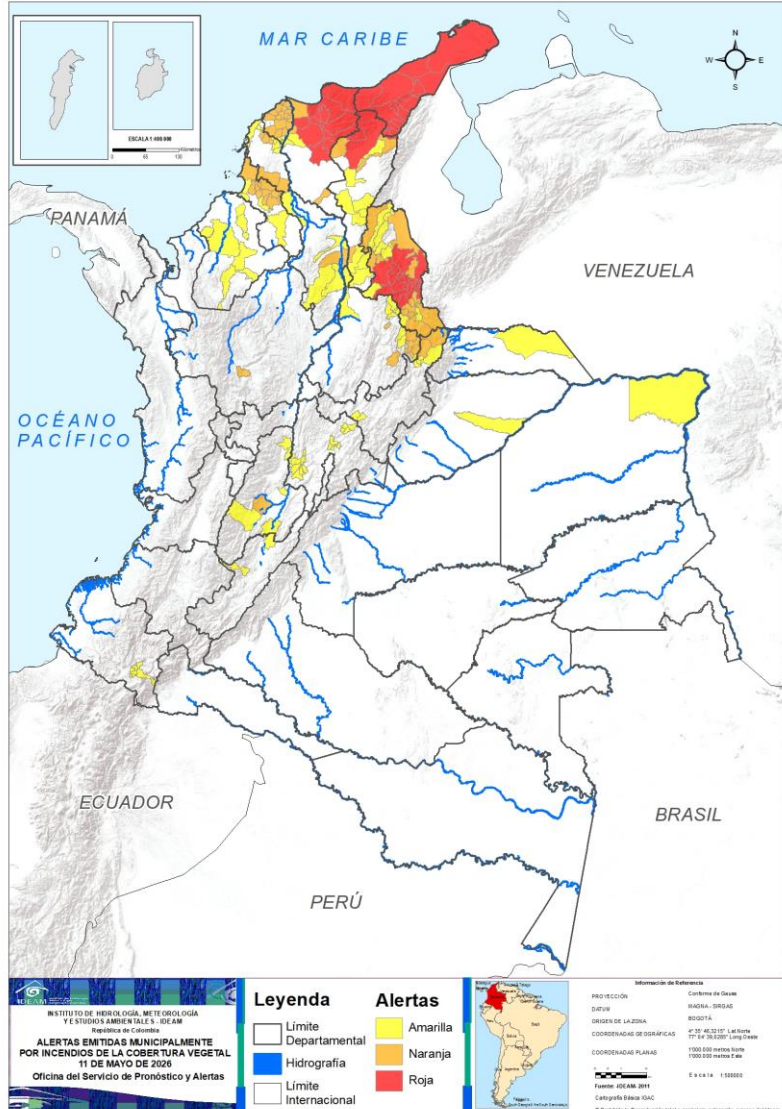 MAR CARIBE
N
W
E
S
ESCALA 1:400.000
PANAMÁ
VENEZUELA
OCÉANO
PACÍFICO
ECUADOR
BRASIL
PERÚ
IDEAM
INSTITUTO DE HIDROLOGÍA, METEOROLOGÍA
Y ESTUDIOS AMBIENTALES - IDEAM
República de Colombia
ALERTAS EMITIDAS MUNICIPALMENTE
POR INCENDIOS DE LA COBERTURA VEGETAL
11 DE MAYO DE 2026
Oficina del Servicio de Pronóstico y Alertas
Leyenda
Límite
Departamental
Hidrografía
Límite
Internacional
Alertas
Amarilla
Naranja
Roja
Información de Referencia
PROYECCIÓN
Conforme de Gauss
DATUM
MAGNA - SIRGAS
ORIGEN DE LA ZONA
BOGOTÁ
COORDENADAS GEOGRÁFICAS
COORDENADAS PLANAS
1'000.000 metros Norte
1'000.000 metros Este
Fuente: IDEAM- 2011
Cartografía Básica IGAC